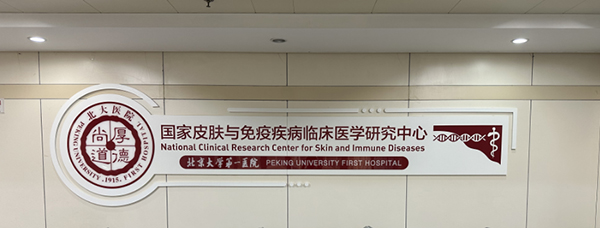 北大医院
厚德
尚道
PEKING UNIVERSITY FIRST HOSPITAL
.1915.
国家皮肤与免疫疾病临床医学研究中心
National Clinical Research Center for Skin and Immune Diseases
北京大学第一医院 PEKING UNIVERSITY FIRST HOSPITAL